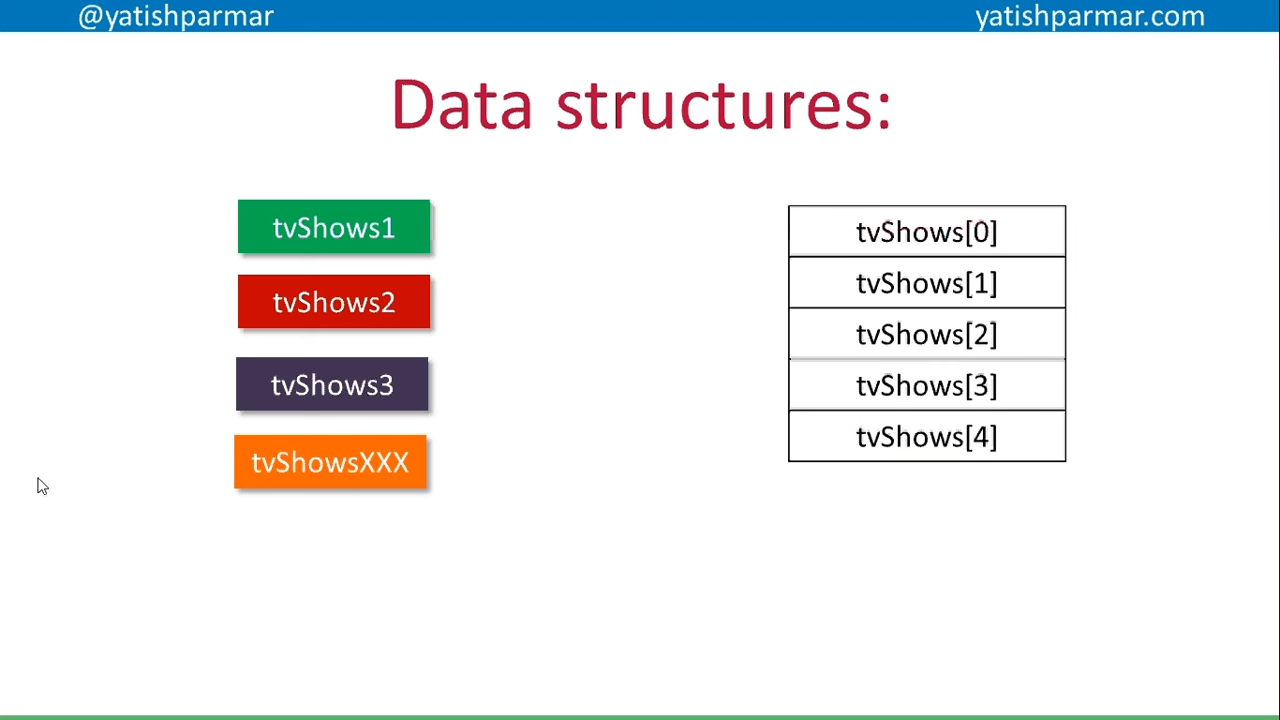 @yatishparmar
yatishparmar.com
Data structures:
tvShows1
tvShows2
tvShows3
tvShowsXXX
tvShows[0]
tvShows[1]
tvShows[2]
tvShows[3]
tvShows[4]